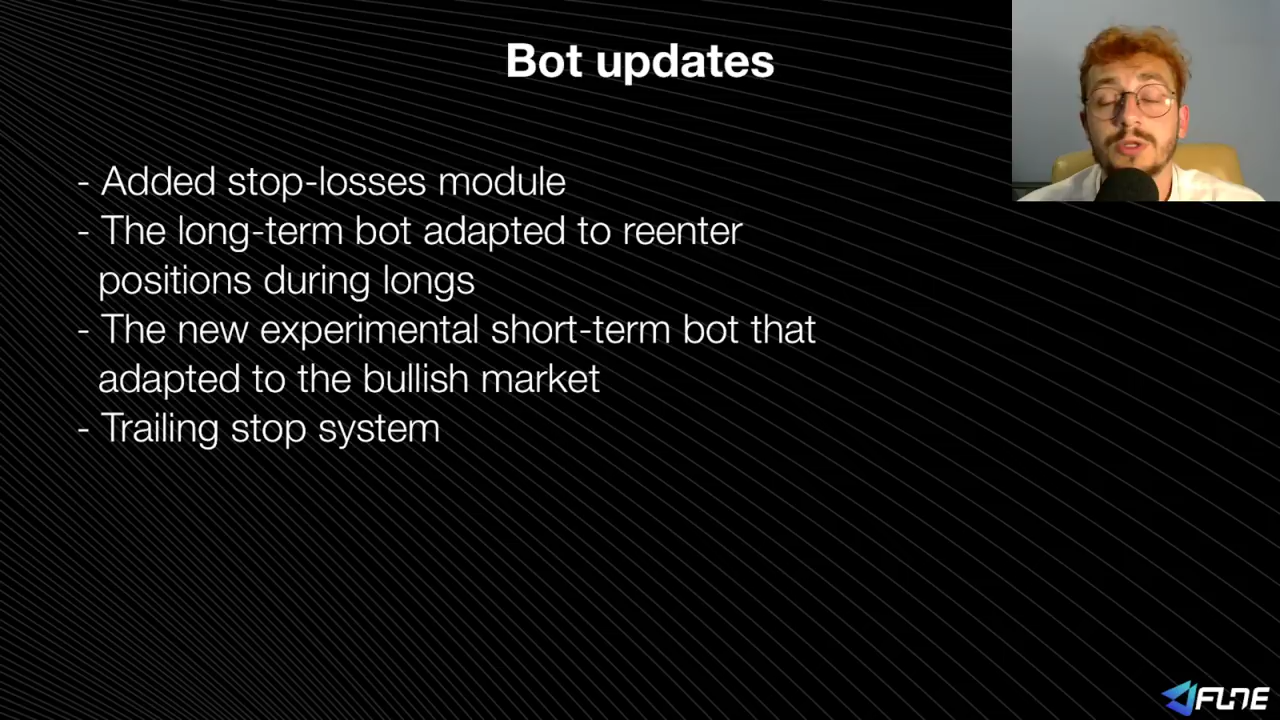 Bot updates
- Added stop-losses module
- The long-term bot adapted to reenter
positions during longs
- The new experimental short-term bot that
adapted to the bullish market
- Trailing stop system